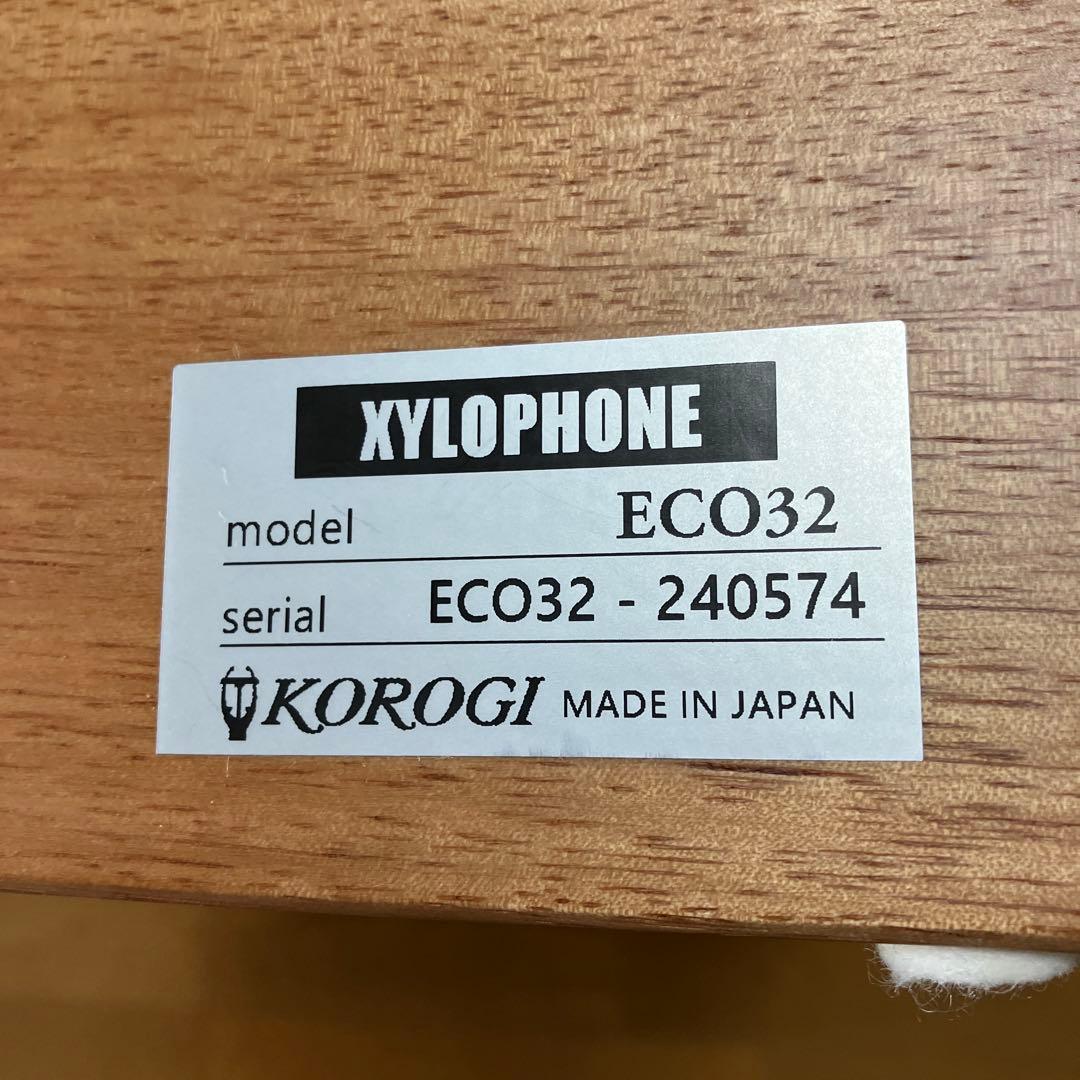 XYLOPHONE
model ECO32
serial ECO32 - 240574
KOROGI MADE IN JAPAN